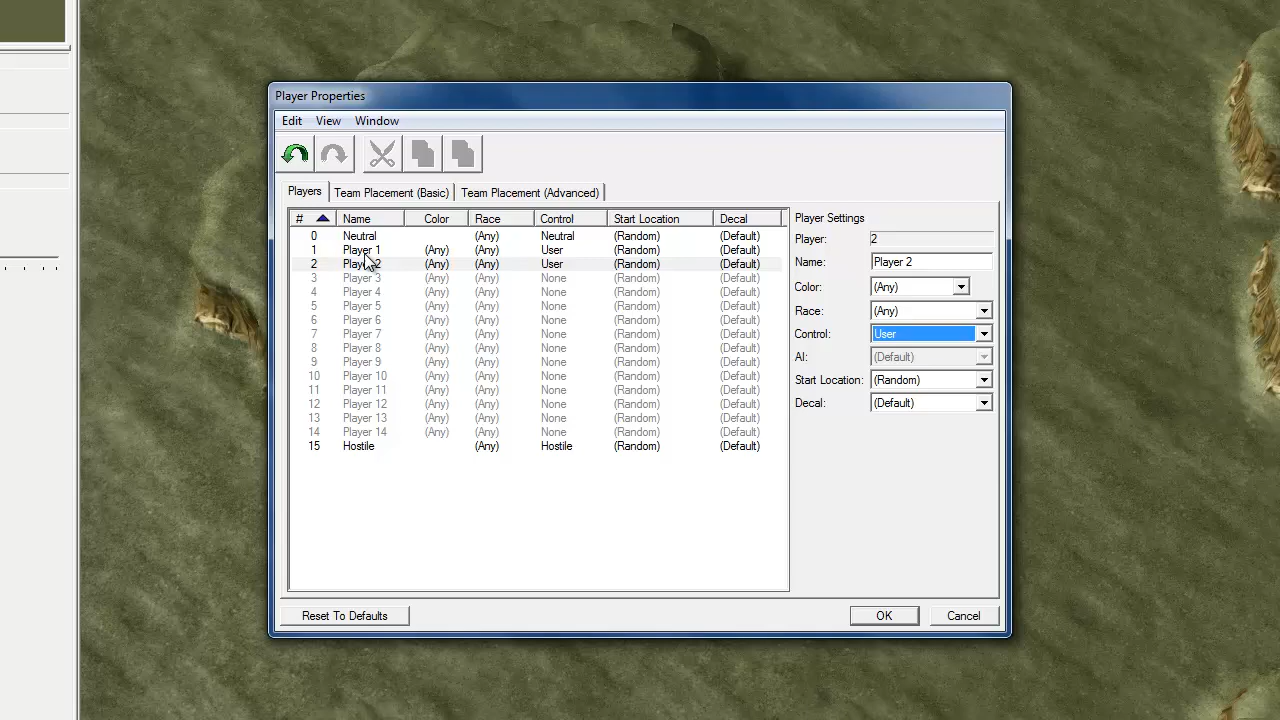 Player Properties
Edit View Window
Players Team Placement (Basic) Team Placement (Advanced)
# Name Color Race Control Start Location Decal
0 Neutral (Any) Neutral (Random) (Default)
1 Player 1 (Any) (Any) User (Random) (Default)
2 Player 2 (Any) (Any) User (Random) (Default)
3 Player 3 (Any) (Any) None (Random) (Default)
4 Player 4 (Any) (Any) None (Random) (Default)
5 Player 5 (Any) (Any) None (Random) (Default)
6 Player 6 (Any) (Any) None (Random) (Default)
7 Player 7 (Any) (Any) None (Random) (Default)
8 Player 8 (Any) (Any) None (Random) (Default)
9 Player 9 (Any) (Any) None (Random) (Default)
10 Player 10 (Any) (Any) None (Random) (Default)
11 Player 11 (Any) (Any) None (Random) (Default)
12 Player 12 (Any) (Any) None (Random) (Default)
13 Player 13 (Any) (Any) None (Random) (Default)
14 Player 14 (Any) (Any) None (Random) (Default)
15 Hostile (Any) Hostile (Random) (Default)
Player Settings
Player: 2
Name: Player 2
Color: (Any)
Race: (Any)
Control: User
AI: (Default)
Start Location: (Random)
Decal: (Default)
Reset To Defaults OK Cancel